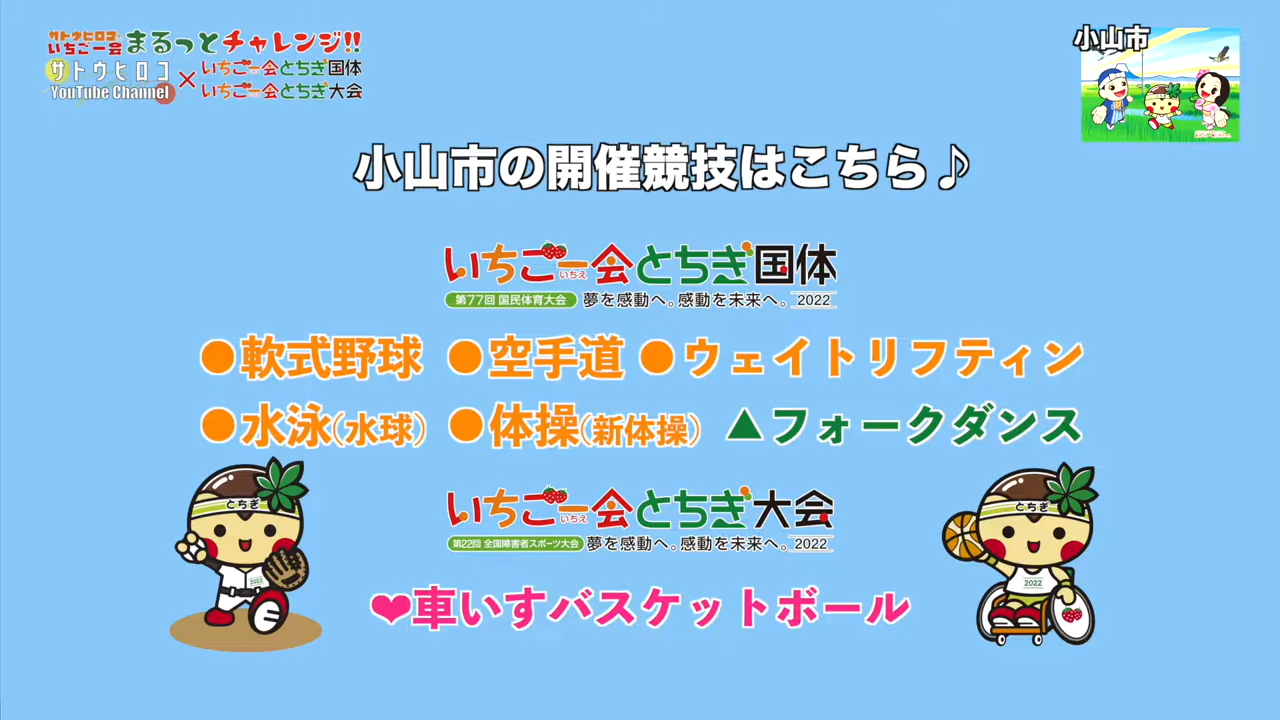 サトウヒロコ いちご一会 まるっとチャレンジ!!
サトウヒロコ YouTube Channel × いちご一会とちぎ国体 いちご一会とちぎ大会
小山市
小山市の開催競技はこちら♪
いちご一会とちぎ国体
いちえ
第77回 国民体育大会 夢を感動へ。感動を未来へ。 2022
●軟式野球 ●空手道 ●ウェイトリフティン
●水泳(水球) ●体操(新体操) ▲フォークダンス
とちぎ
2022
いちご一会とちぎ大会
いちえ
第22回 全国障害者スポーツ大会 夢を感動へ。感動を未来へ。 2022
とちぎ
2022
❤車いすバスケットボール